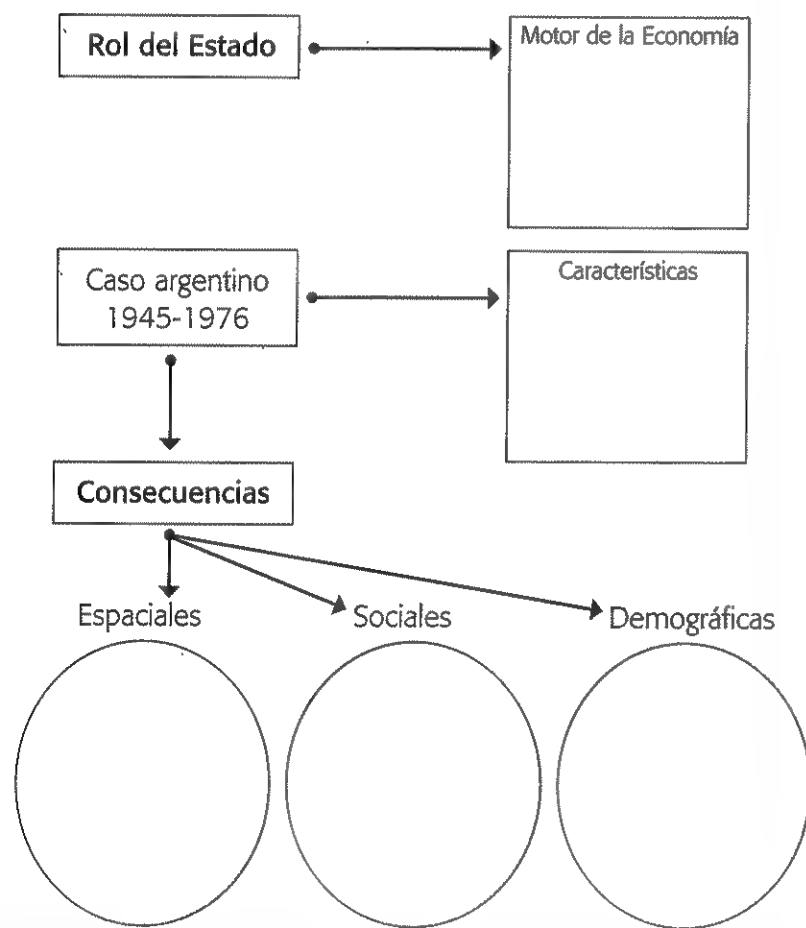 Rol del Estado
Motor de la Economía
Caso argentino
1945-1976
Características
Consecuencias
Espaciales
Sociales
Demográficas